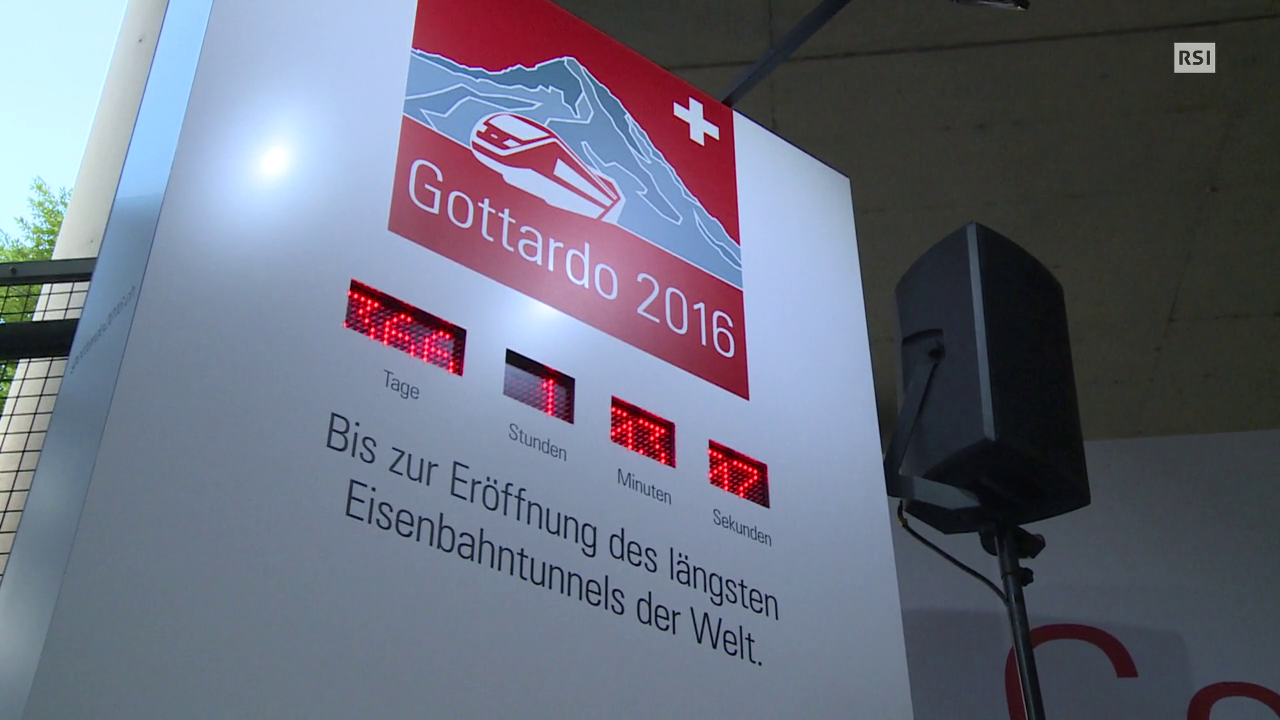 RSI
Gottardo 2016
Tage
Stunden
Minuten
Sekunden
Bis zur Eröffnung des längsten
Eisenbahntunnels der Welt.